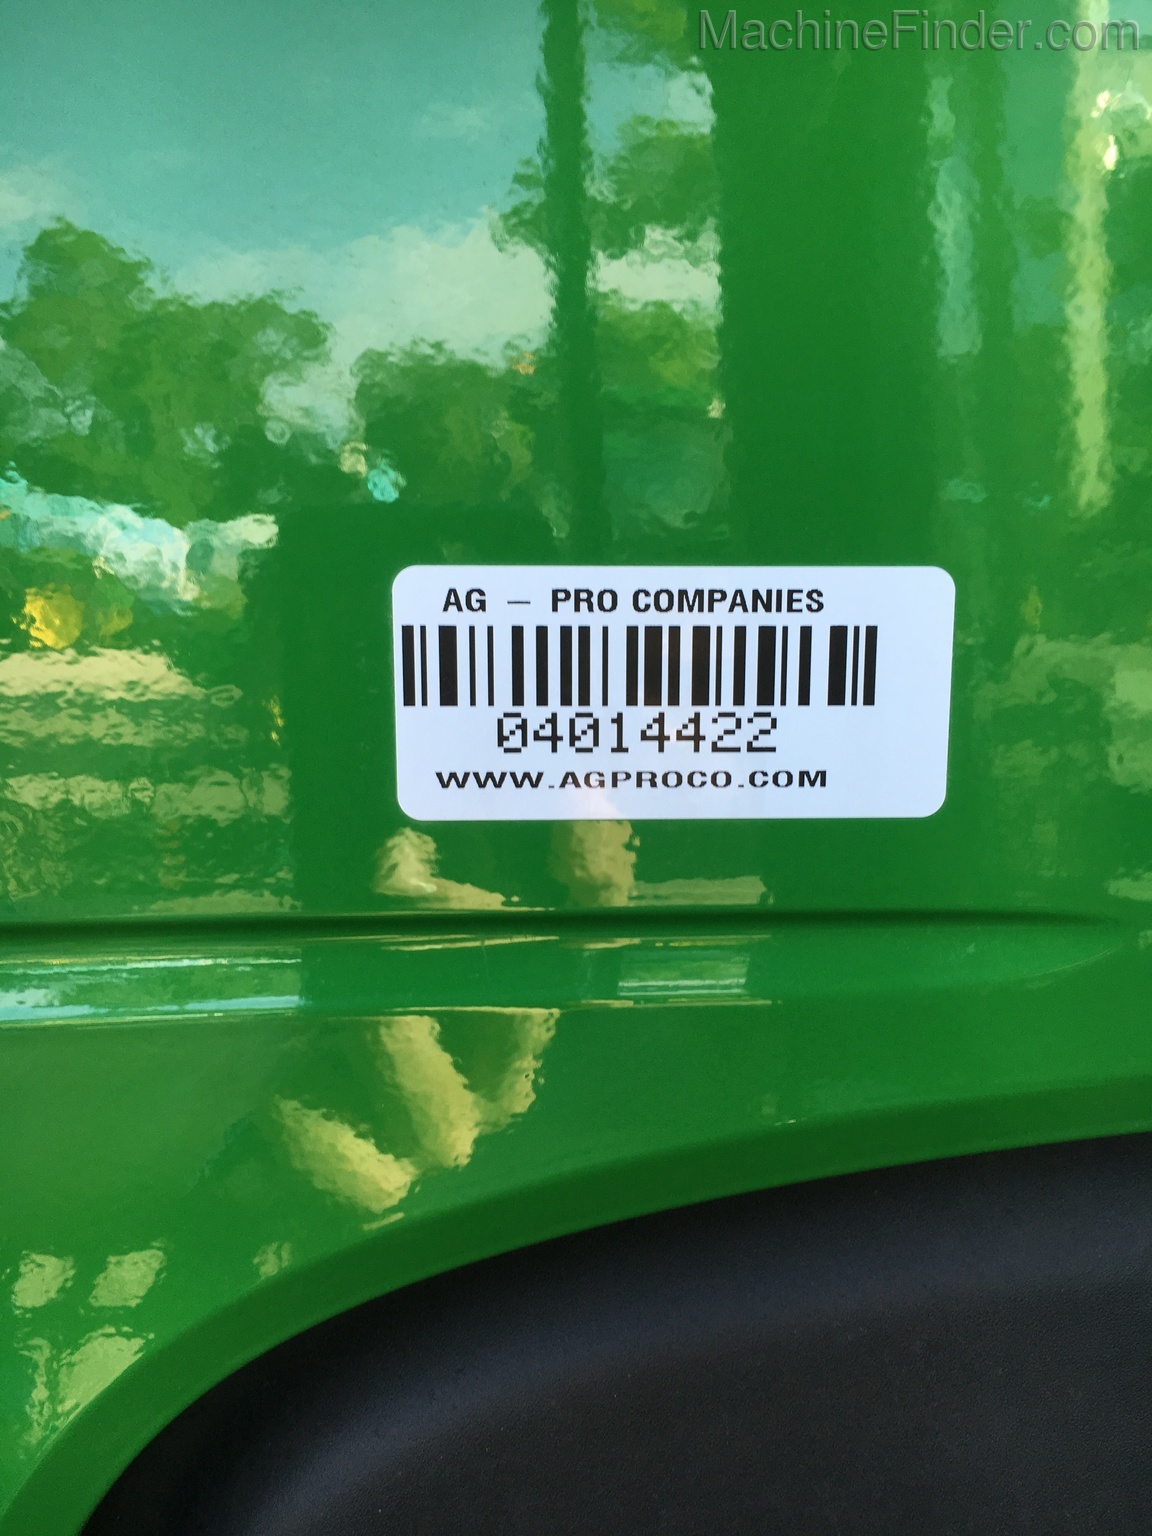 MachineFinder.com
AG – PRO COMPANIES
04014422
WWW.AGPROCO.COM